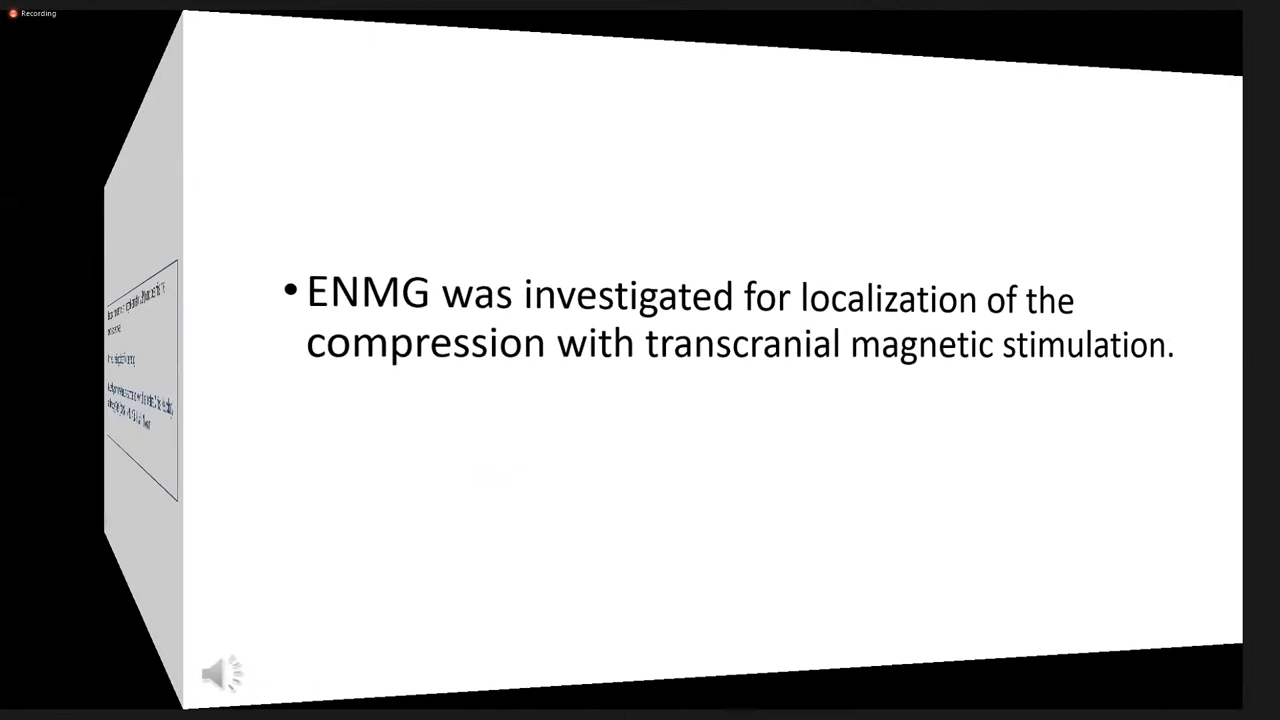 Recording
• ENMG was investigated for localization of the
compression with transcranial magnetic stimulation.